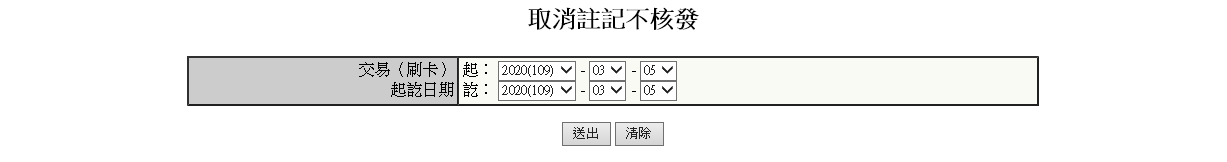 取消註記不核發
交易（刷卡） 起： 2020(109) - 03 - 05
起訖日期 訖： 2020(109) - 03 - 05
送出 清除